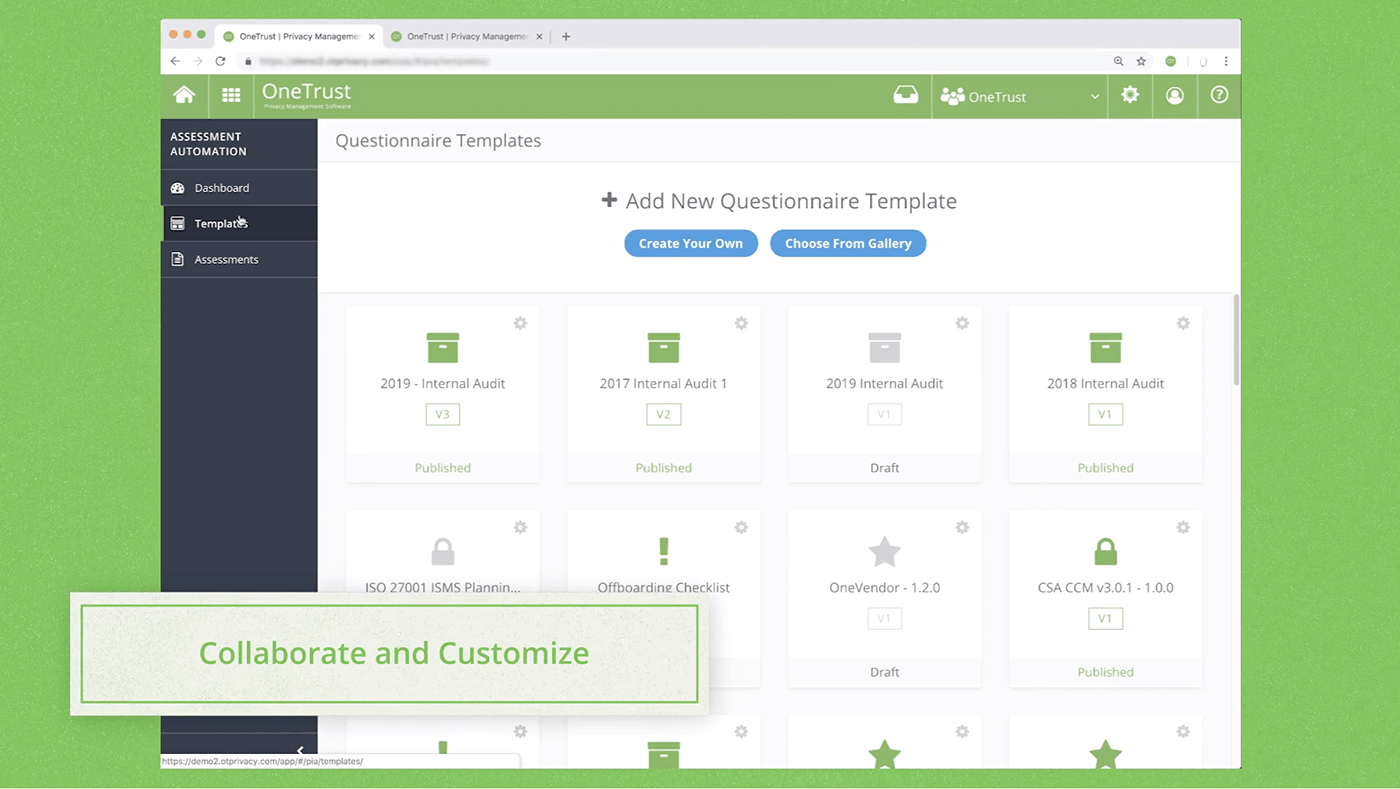 OneTrust | Privacy Manageme
OneTrust | Privacy Manageme
OneTrust
Privacy Management Software
OneTrust
ASSESSMENT
AUTOMATION
Dashboard
Templates
Assessments
Questionnaire Templates
Add New Questionnaire Template
Create Your Own
Choose From Gallery
2019 - Internal Audit
V3
Published
2017 Internal Audit 1
V2
Published
2019 Internal Audit
V1
Draft
2018 Internal Audit
V1
Published
ISO 27001 ISMS Plannin...
Offboarding Checklist
OneVendor - 1.2.0
V1
Draft
CSA CCM v3.0.1 - 1.0.0
V1
Published
Collaborate and Customize
https://demo2.otprivacy.com/app/#/pia/templates/